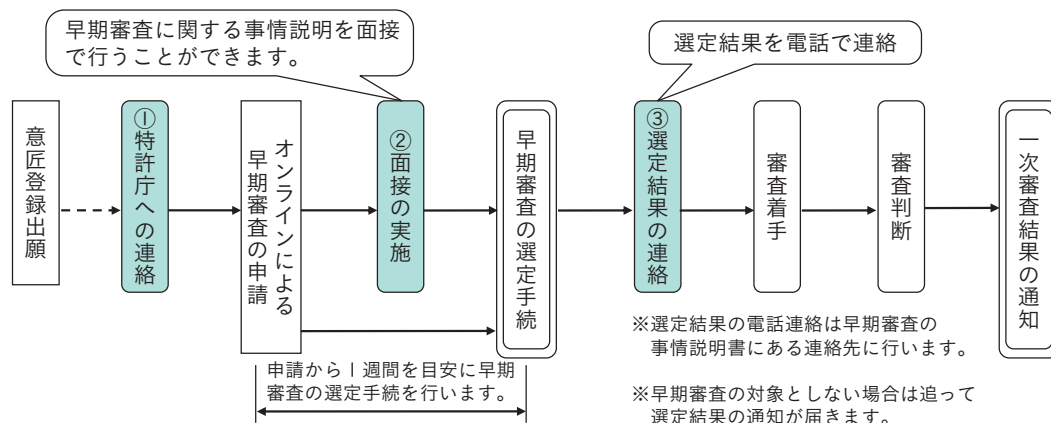 早期審査に関する事情説明を面接
で行うことができます。
選定結果を電話で連絡
意匠登録出願
①特許庁への連絡
オンラインによる
早期審査の申請
②面接の実施
早期審査の選定手続
③選定結果の連絡
審査着手
審査判断
一次審査結果の通知
申請から1週間を目安に早期
審査の選定手続を行います。
※選定結果の電話連絡は早期審査の
事情説明書にある連絡先に行います。
※早期審査の対象としない場合は追って
選定結果の通知が届きます。